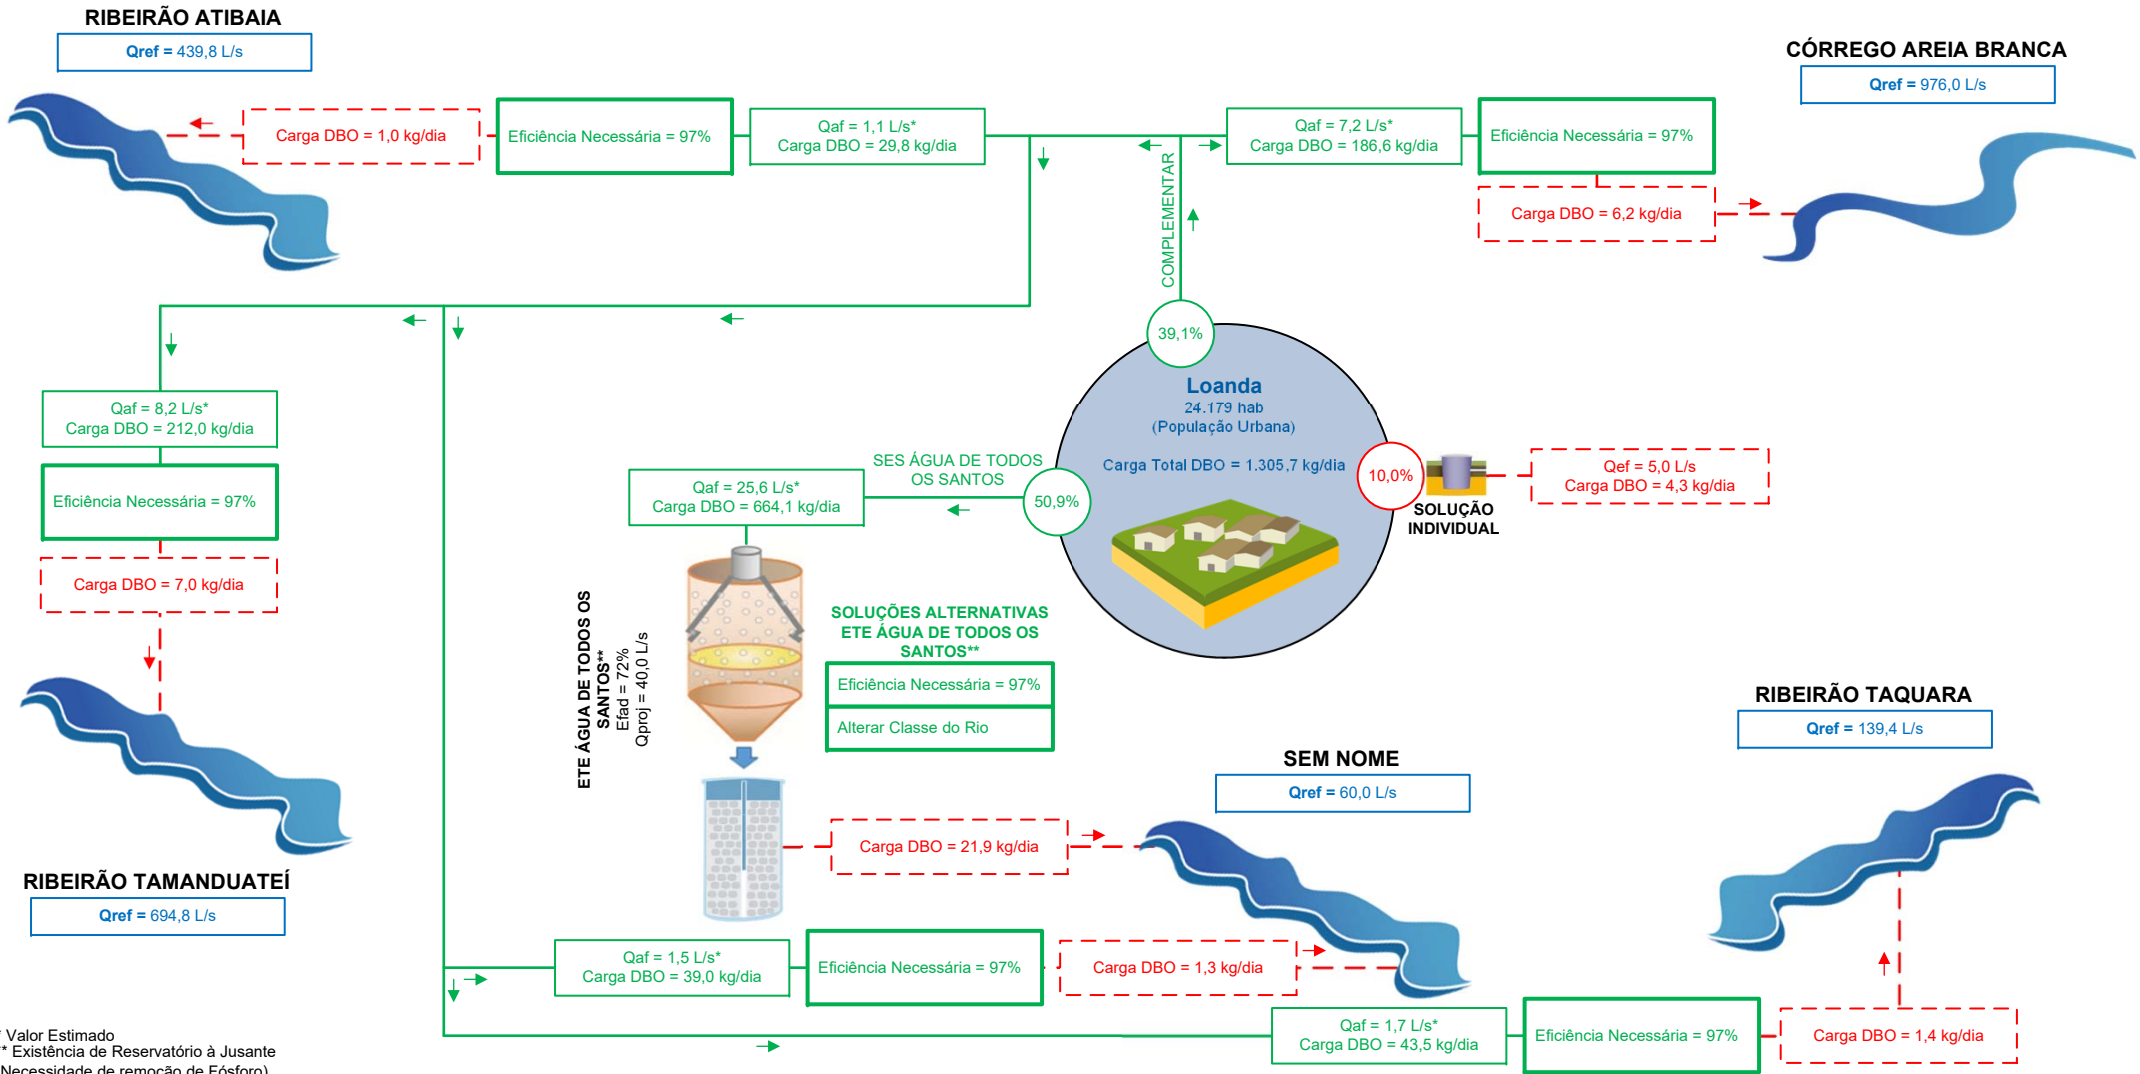 RIBEIRÃO ATIBAIA
Qref = 439,8 L/s
CÓRREGO AREIA BRANCA
Qref = 976,0 L/s
Carga DBO = 1,0 kg/dia
Eficiência Necessária = 97%
Qaf = 1,1 L/s*
Carga DBO = 29,8 kg/dia
Qaf = 7,2 L/s*
Carga DBO = 186,6 kg/dia
Eficiência Necessária = 97%
Carga DBO = 6,2 kg/dia
COMPLEMENTAR
39,1%
Loanda
24.179 hab
(População Urbana)
Carga Total DBO = 1.305,7 kg/dia
10,0%
SOLUÇÃO
INDIVIDUAL
Qef = 5,0 L/s
Carga DBO = 4,3 kg/dia
50,9%
SES ÁGUA DE TODOS
OS SANTOS
Qaf = 25,6 L/s*
Carga DBO = 664,1 kg/dia
Qaf = 8,2 L/s*
Carga DBO = 212,0 kg/dia
Eficiência Necessária = 97%
Carga DBO = 7,0 kg/dia
RIBEIRÃO TAMANDUATEÍ
Qref = 694,8 L/s
ETE ÁGUA DE TODOS OS
SANTOS**
Efad = 72%
Qproj = 40,0 L/s
SOLUÇÕES ALTERNATIVAS
ETE ÁGUA DE TODOS OS
SANTOS**
Eficiência Necessária = 97%
Alterar Classe do Rio
Carga DBO = 21,9 kg/dia
SEM NOME
Qref = 60,0 L/s
RIBEIRÃO TAQUARA
Qref = 139,4 L/s
Qaf = 1,5 L/s*
Carga DBO = 39,0 kg/dia
Eficiência Necessária = 97%
Carga DBO = 1,3 kg/dia
Qaf = 1,7 L/s*
Carga DBO = 43,5 kg/dia
Eficiência Necessária = 97%
Carga DBO = 1,4 kg/dia
* Valor Estimado
** Existência de Reservatório à Jusante
Necessidade de remoção de Fósforo)